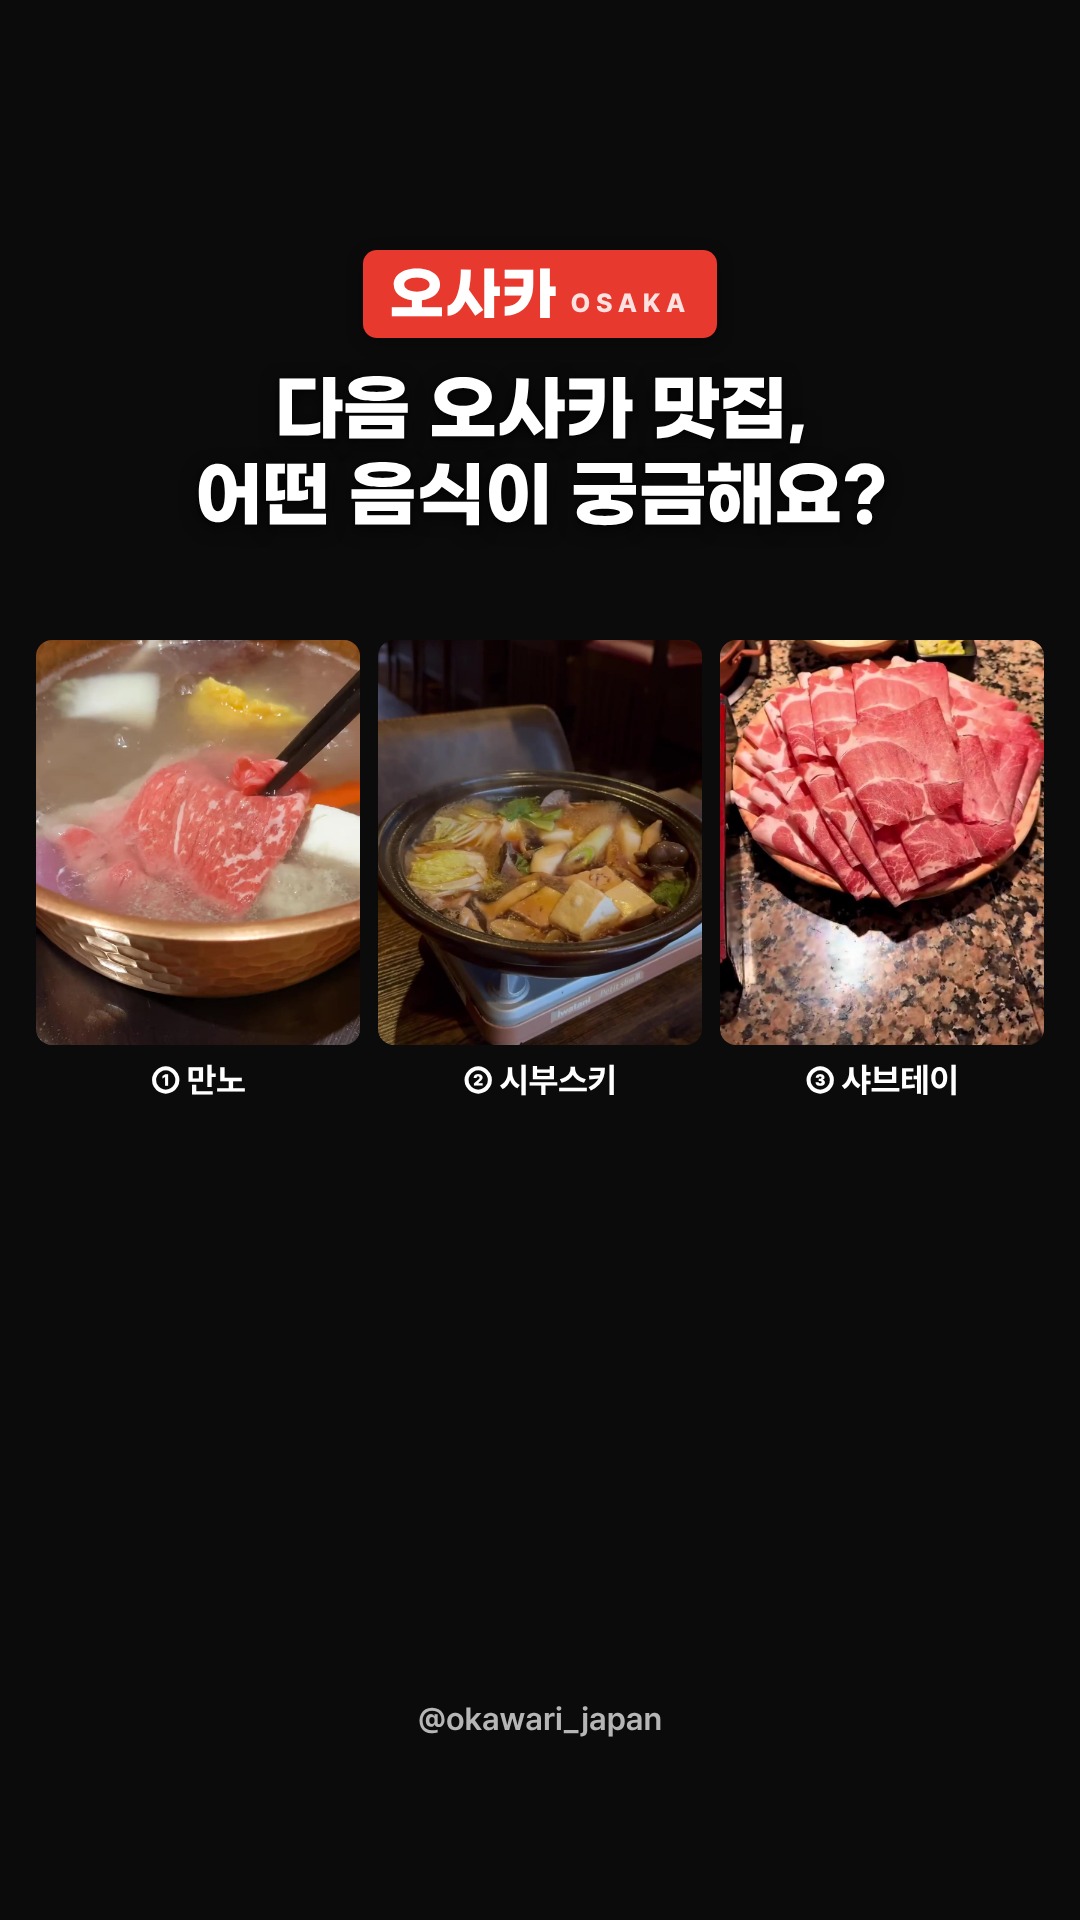 오사카 OSAKA
다음 오사카 맛집,
어떤 음식이 궁금해요?
① 만노
② 시부스키
③ 샤브테이
@okawari_japan